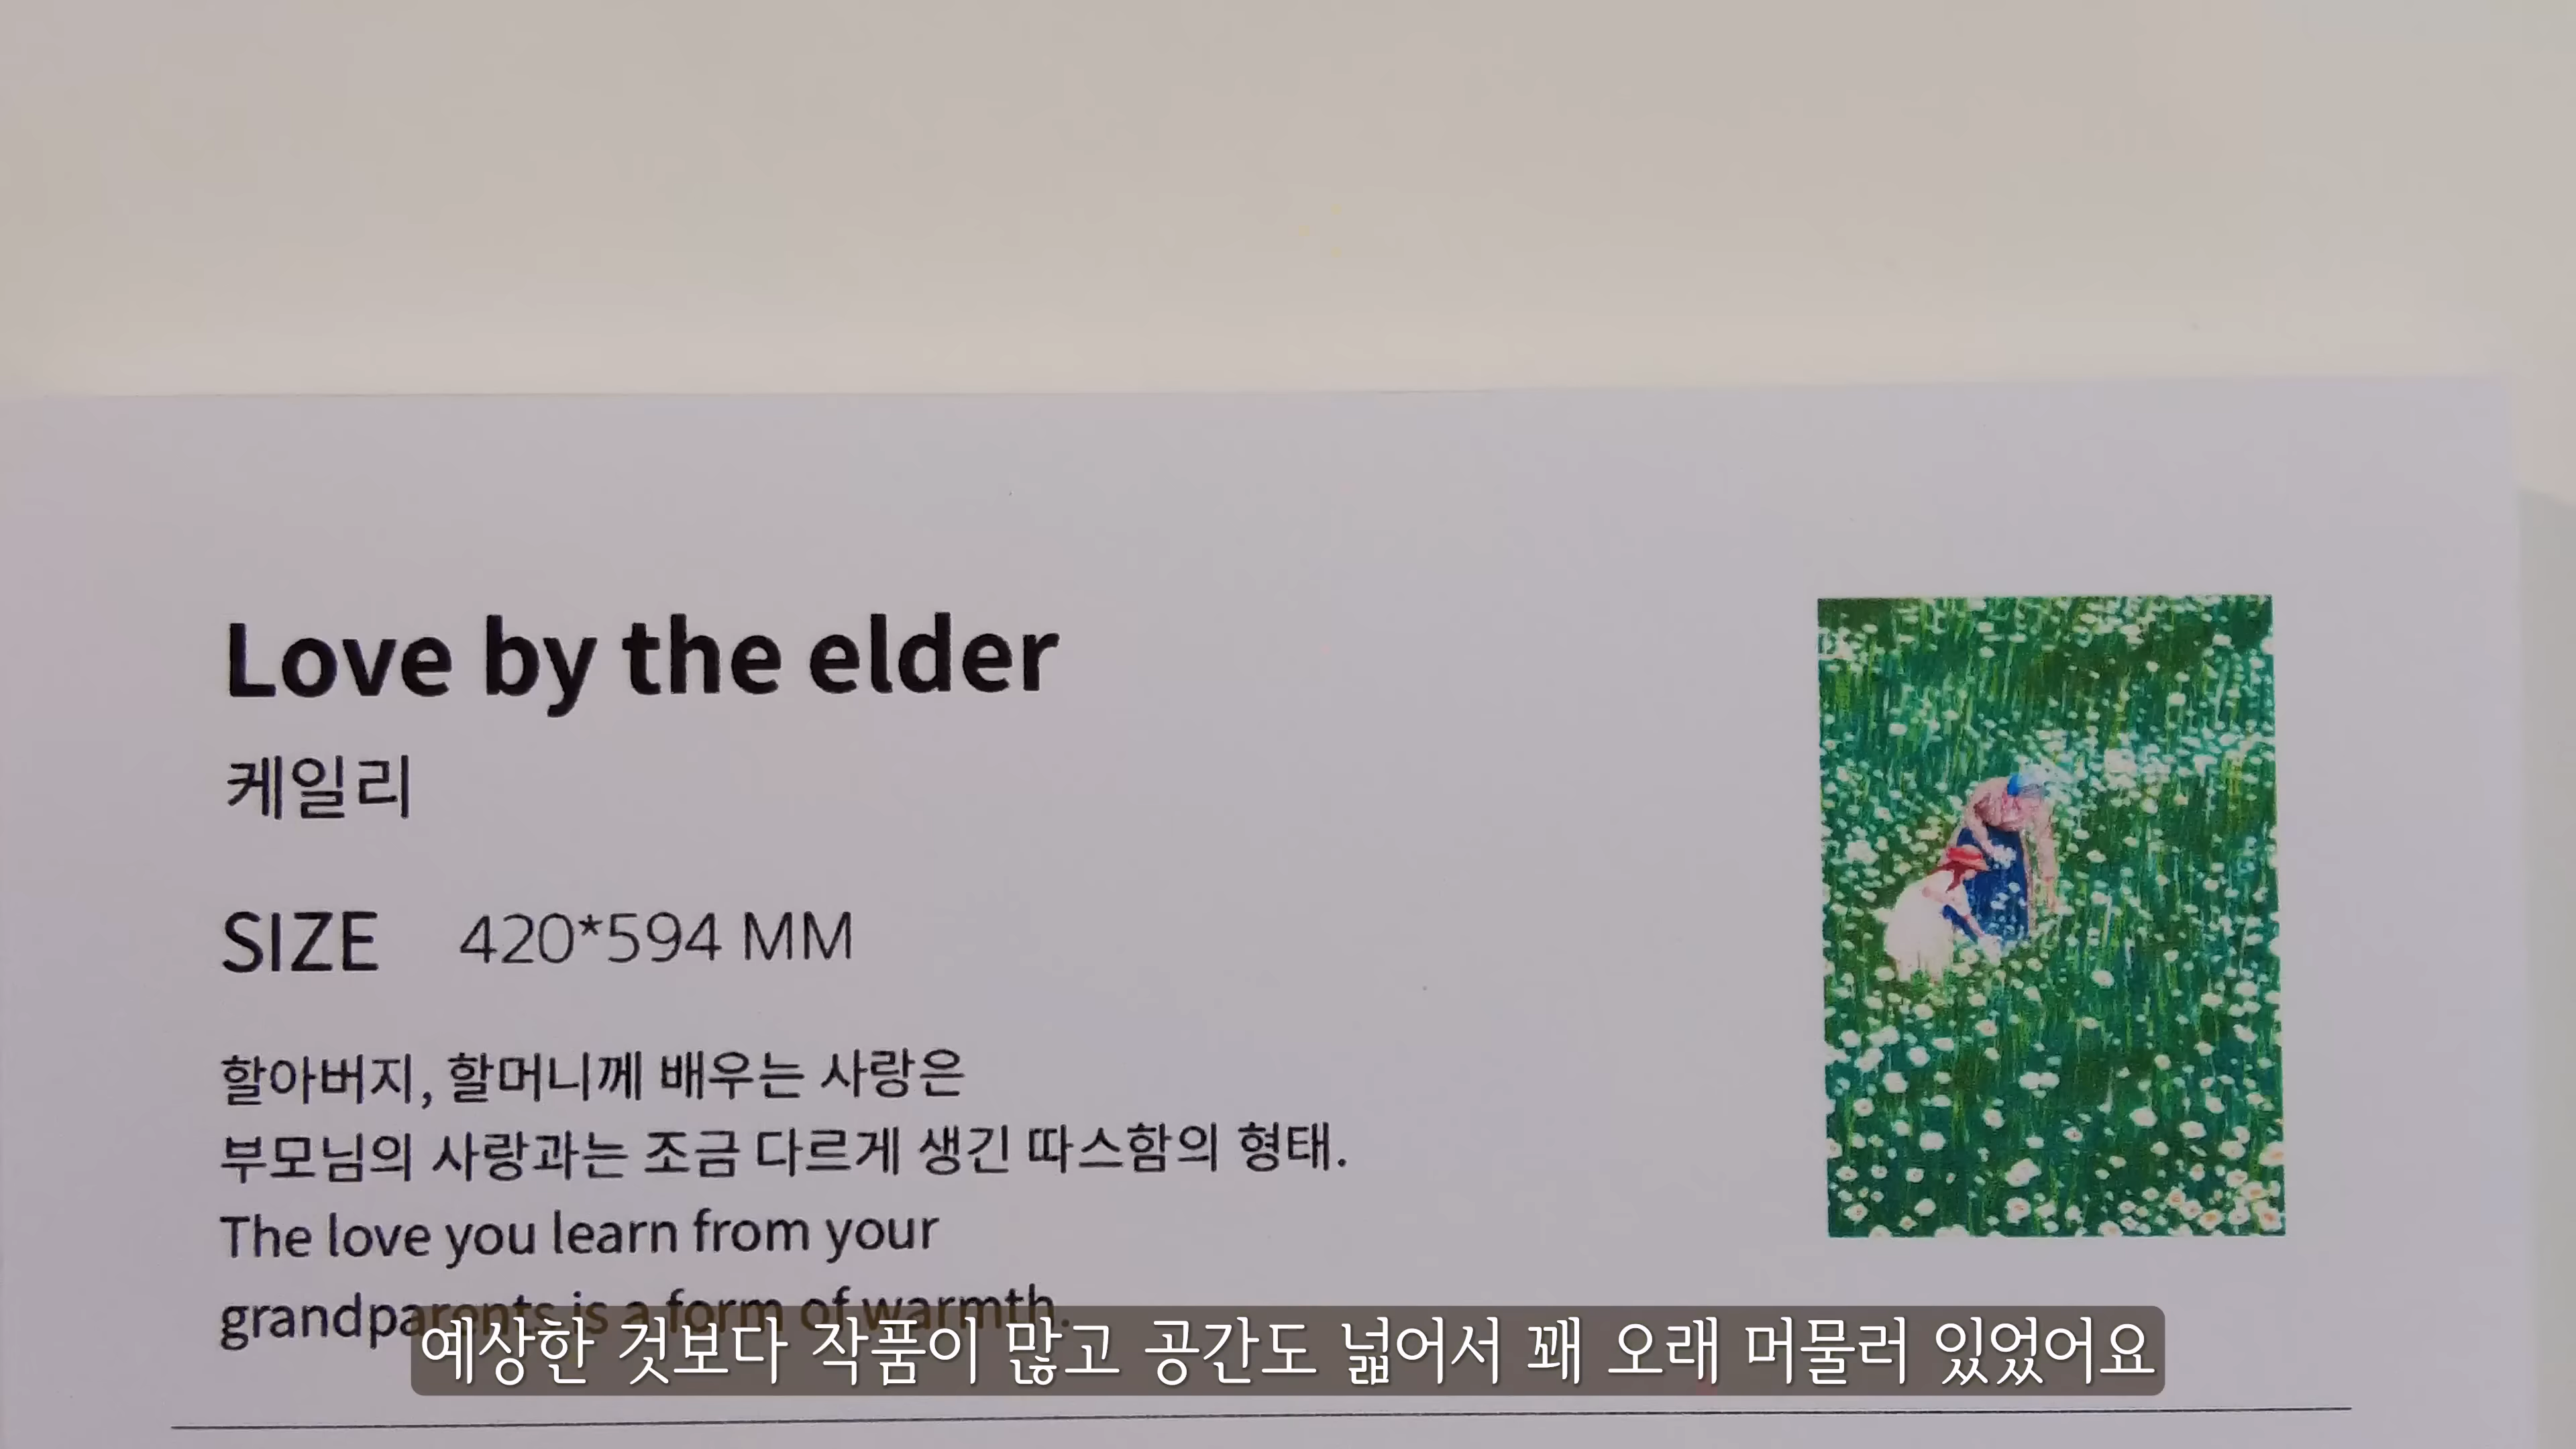 Love by the elder
케일리
SIZE 420*594 MM
할아버지, 할머니께 배우는 사랑은
부모님의 사랑과는 조금 다르게 생긴 따스함의 형태.
The love you learn from your
grandparents is a form of warmth.
예상한 것보다 작품이 많고 공간도 넓어서 꽤 오래 머물러 있었어요